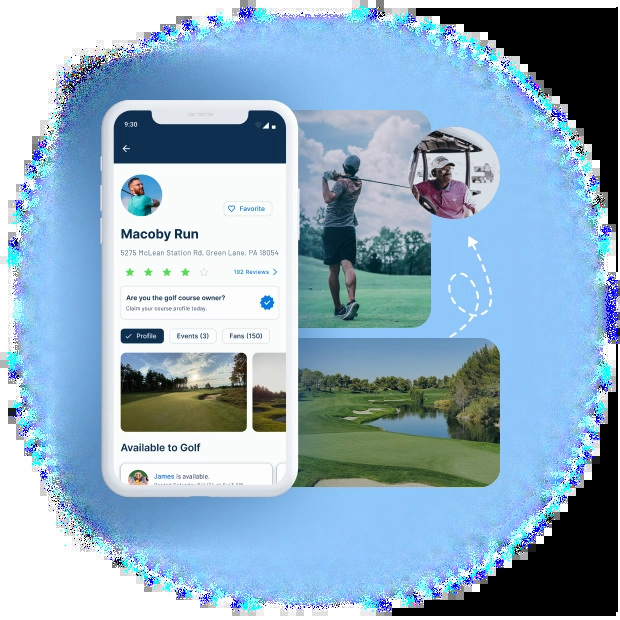 9:30
Favorite
Macoby Run
5275 McLean Station Rd, Green Lane, PA 18054
192 Reviews
Are you the golf course owner?
Claim your course profile today.
Profile Events (3) Fans (150)
Available to Golf
James is available.